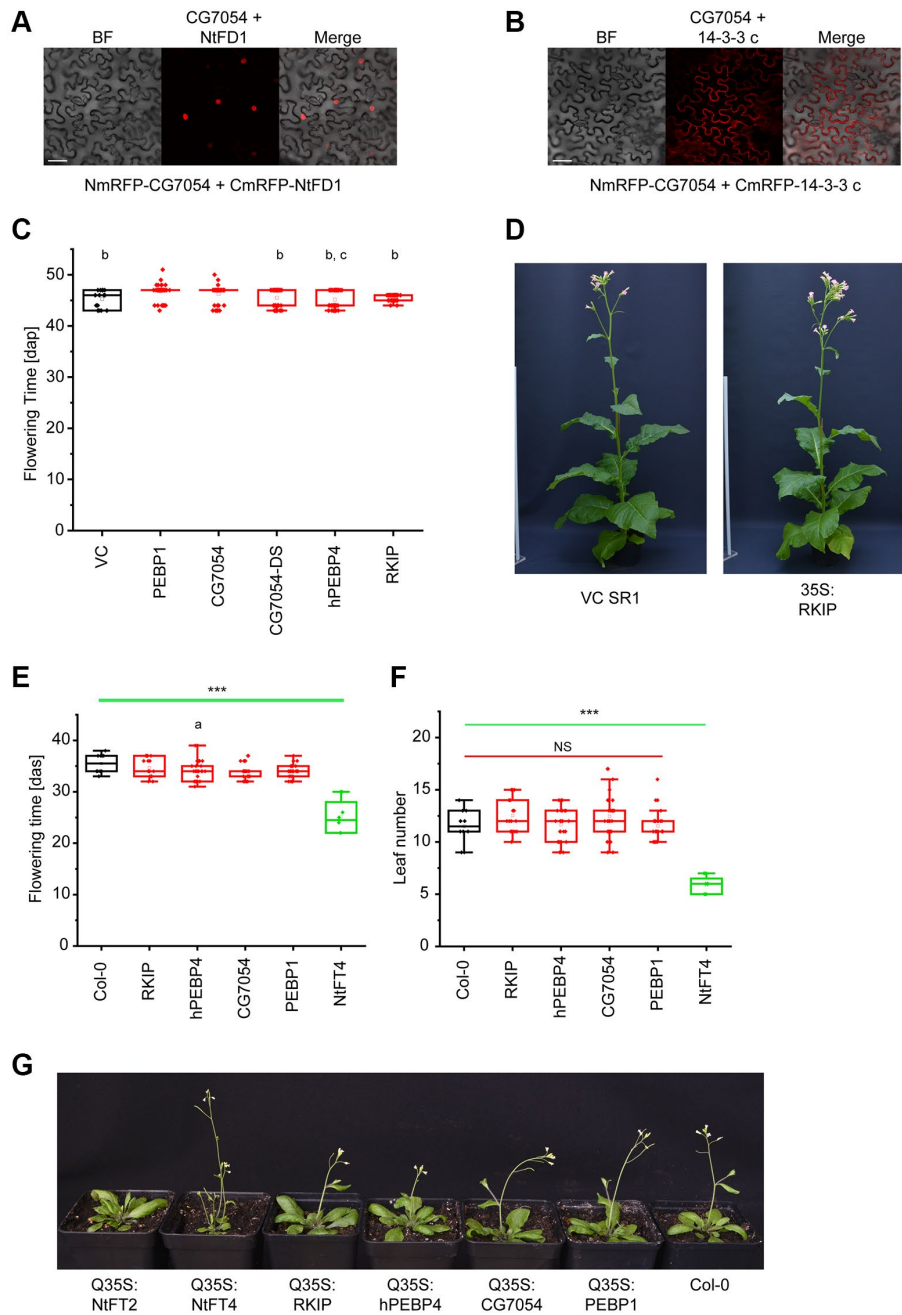 A
CG7054 +
BF NtFD1 Merge
NmRFP-CG7054 + CmRFP-NtFD1
B
CG7054 +
BF 14-3-3 c Merge
NmRFP-CG7054 + CmRFP-14-3-3 c
C
Flowering Time [dap]
50
40
30
20
10
0
b b b, c b
VC
PEBP1
CG7054
CG7054-DS
hPEBP4
RKIP
D
VC SR1
35S:
RKIP
E
***
a
Flowering time [das]
40
30
20
10
0
Col-0
RKIP
hPEBP4
CG7054
PEBP1
NtFT4
F
***
NS
Leaf number
20
15
10
5
0
Col-0
RKIP
hPEBP4
CG7054
PEBP1
NtFT4
G
Q35S: Q35S: Q35S: Q35S: Q35S: Q35S: Col-0
NtFT2 NtFT4 RKIP hPEBP4 CG7054 PEBP1